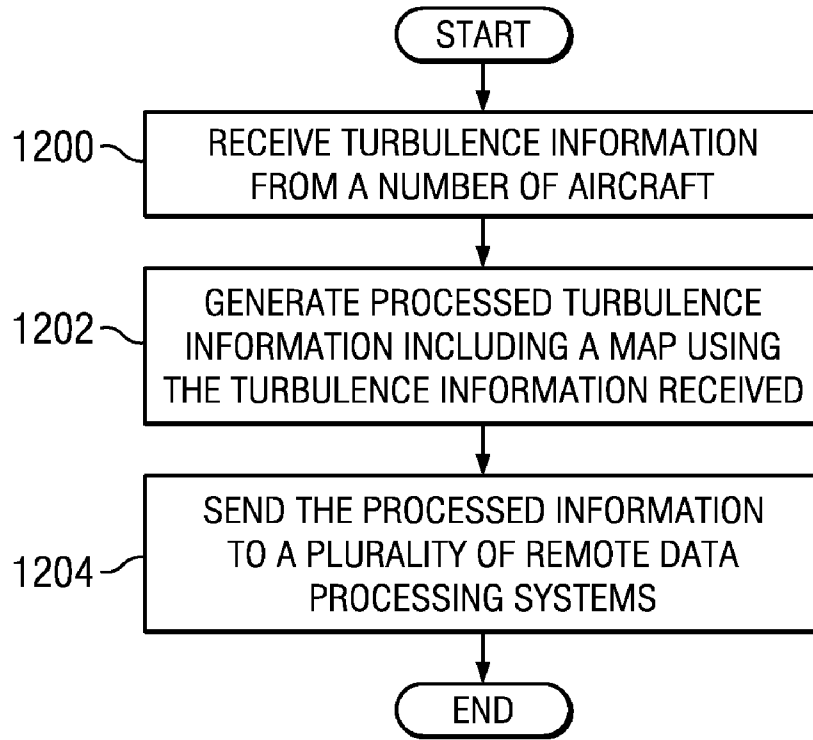 START
1200
RECEIVE TURBULENCE INFORMATION
FROM A NUMBER OF AIRCRAFT
1202
GENERATE PROCESSED TURBULENCE
INFORMATION INCLUDING A MAP USING
THE TURBULENCE INFORMATION RECEIVED
1204
SEND THE PROCESSED INFORMATION
TO A PLURALITY OF REMOTE DATA
PROCESSING SYSTEMS
END